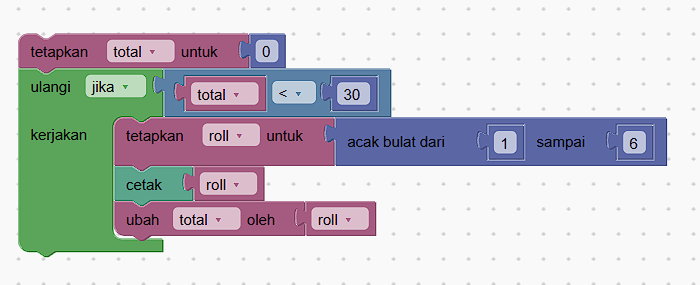 tetapkan total untuk 0
ulangi jika total < 30
kerjakan tetapkan roll untuk acak bulat dari 1 sampai 6
cetak roll
ubah total oleh roll